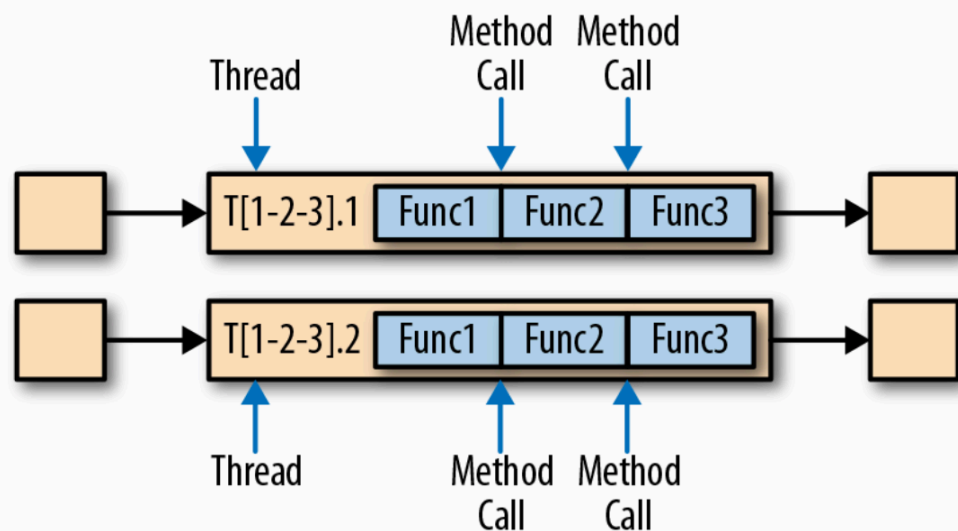 Method Method
Thread Call Call
T[1-2-3].1 Func1 Func2 Func3
T[1-2-3].2 Func1 Func2 Func3
Thread Method Method
Call Call